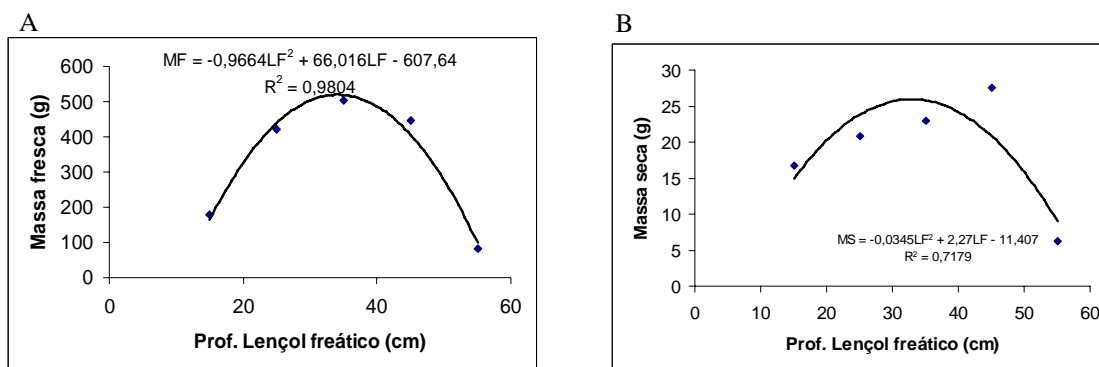 A
MF = -0,9664LF² + 66,016LF - 607,64
R² = 0,9804
600
500
400
300
200
100
0
Massa fresca (g)
0 20 40 60
Prof. Lençol freático (cm)
B
30
25
20
15
10
5
0
Massa seca (g)
MS = -0,0345LF² + 2,27LF - 11,407
R² = 0,7179
0 10 20 30 40 50 60
Prof. Lençol freático (cm)